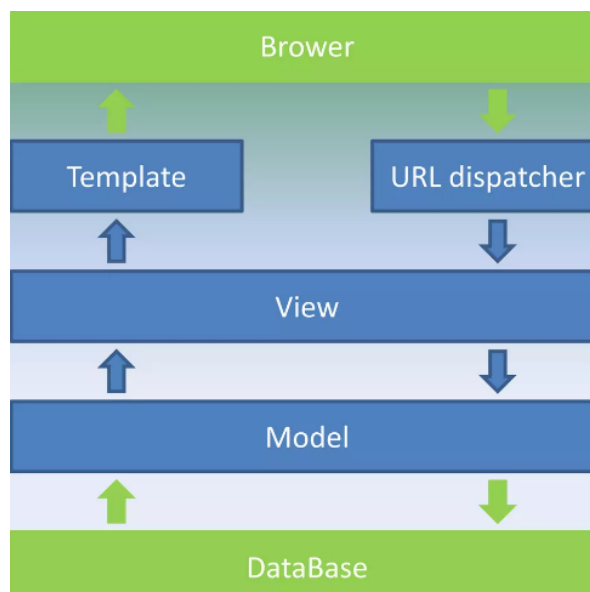 Brower
Template
URL dispatcher
View
Model
DataBase